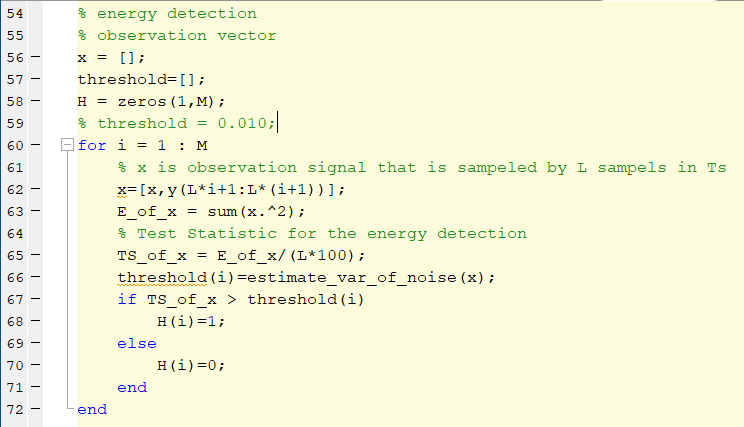 54 % energy detection
55 % observation vector
56 – x = [];
57 – threshold=[];
58 – H = zeros(1,M);
59 % threshold = 0.010;
60 – for i = 1 : M
61 % x is observation signal that is sampeled by L sampels in Ts
62 – x=[x,y(L*i+1:L*(i+1))];
63 – E_of_x = sum(x.^2);
64 % Test Statistic for the energy detection
65 – TS_of_x = E_of_x/(L*100);
66 – threshold(i)=estimate_var_of_noise(x);
67 – if TS_of_x > threshold(i)
68 – H(i)=1;
69 – else
70 – H(i)=0;
71 – end
72 – end